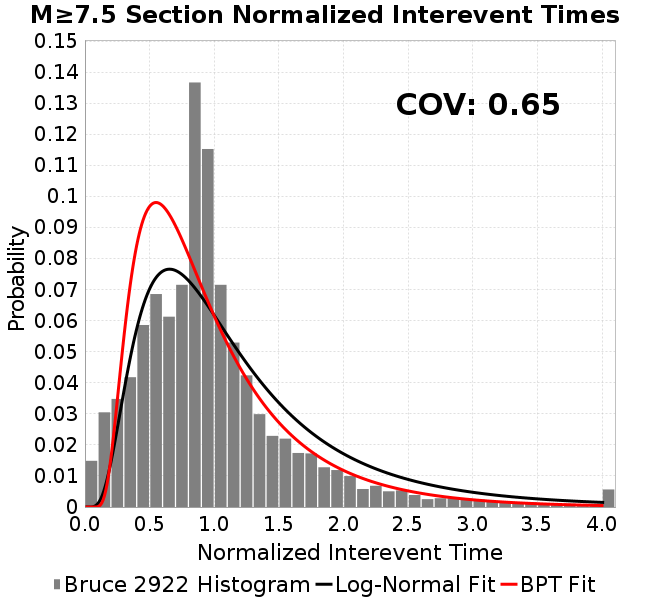 M≥7.5 Section Normalized Interevent Times
COV: 0.65
Probability
0.15
0.14
0.13
0.12
0.11
0.1
0.09
0.08
0.07
0.06
0.05
0.04
0.03
0.02
0.01
0
0.0 0.5 1.0 1.5 2.0 2.5 3.0 3.5 4.0
Normalized Interevent Time
Bruce 2922 Histogram Log-Normal Fit BPT Fit